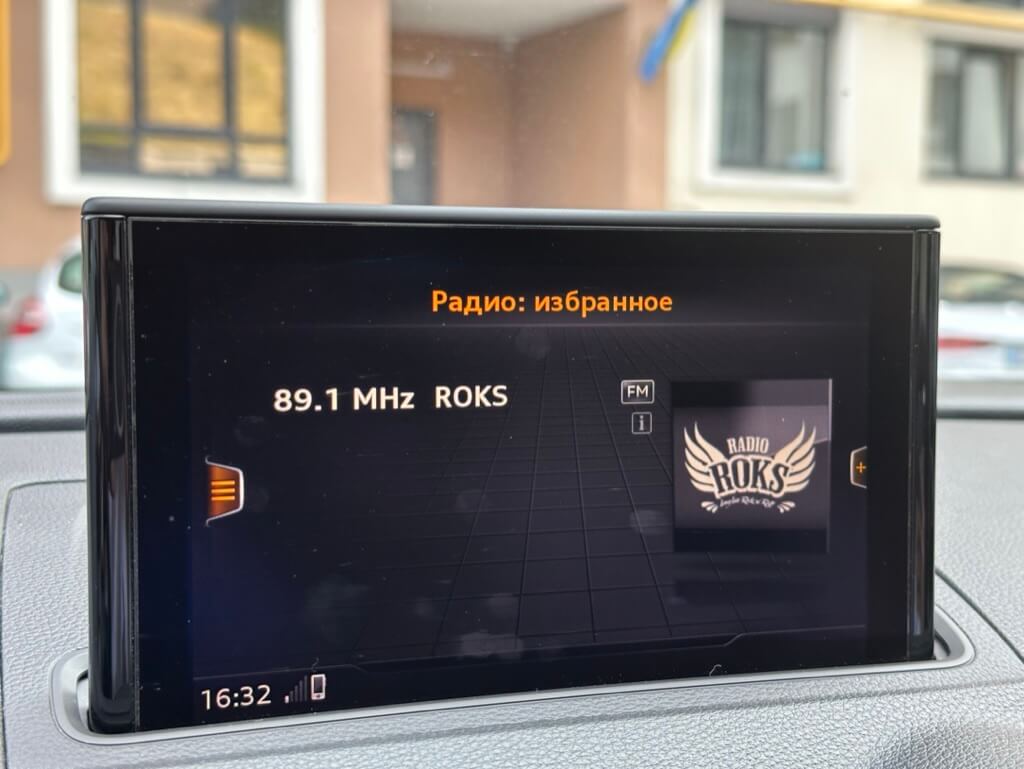 Радио: избранное
89.1 MHz ROKS
FM
i
RADIO
ROKS
16:32